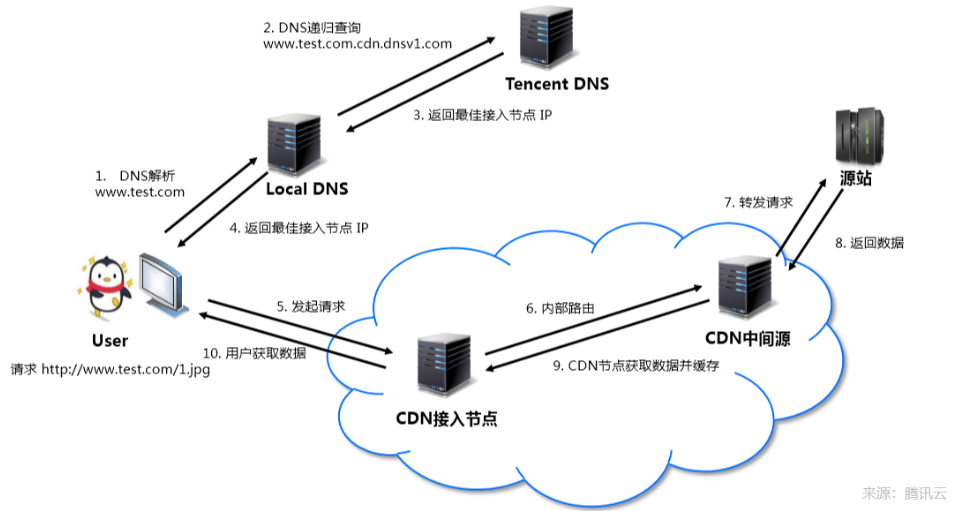 2. DNS递归查询
www.test.com.cdn.dnsv1.com
Tencent DNS
3. 返回最佳接入节点 IP
1. DNS解析
www.test.com
Local DNS
源站
7. 转发请求
4. 返回最佳接入节点 IP
8. 返回数据
5. 发起请求
6. 内部路由
User
10. 用户获取数据
CDN中间源
请求 http://www.test.com/1.jpg
9. CDN节点获取数据并缓存
CDN接入节点
来源：腾讯云